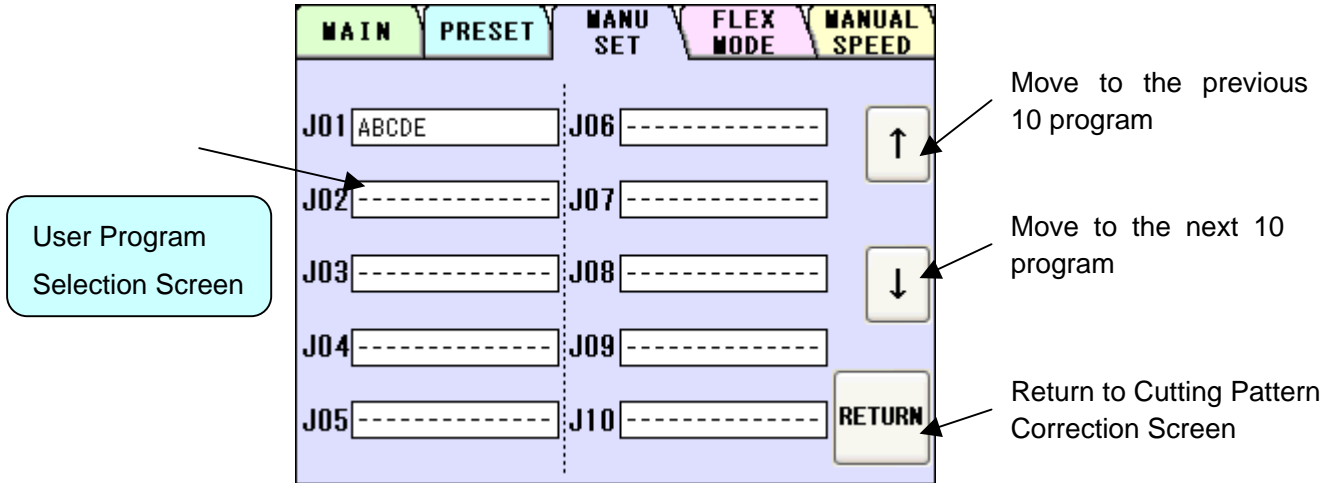 MAIN
PRESET
MANU
SET
FLEX
MODE
MANUAL
SPEED
J01 ABCDE
J06 --------------
J02 --------------
J07 --------------
J03 --------------
J08 --------------
J04 --------------
J09 --------------
J05 --------------
J10 --------------
↑
↓
RETURN
User Program
Selection Screen
Move to the previous
10 program
Move to the next 10
program
Return to Cutting Pattern
Correction Screen